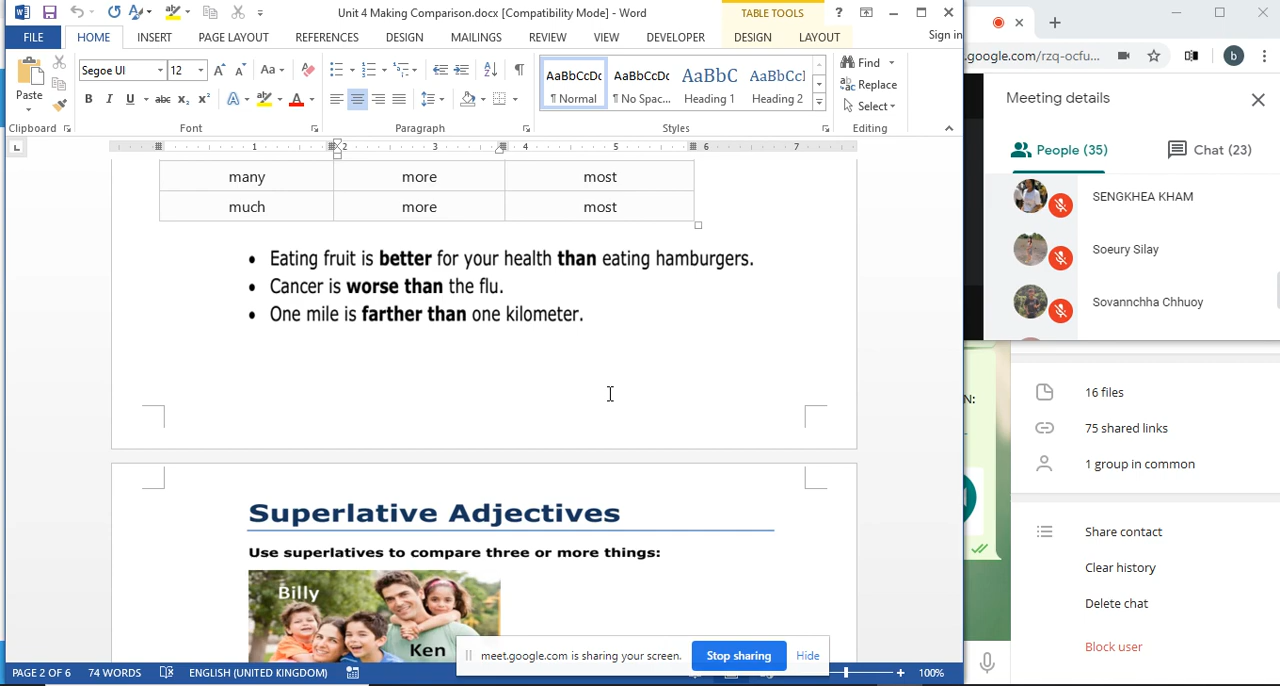 Unit 4 Making Comparison.docx [Compatibility Mode] - Word
TABLE TOOLS
FILE HOME INSERT PAGE LAYOUT REFERENCES DESIGN MAILINGS REVIEW VIEW DEVELOPER DESIGN LAYOUT Sign in
Paste
Segoe UI 12
Find
Replace
Select
AaBbCcDc AaBbCcDc AaBbC AaBbCcI
¶ Normal ¶ No Spac... Heading 1 Heading 2
Clipboard Font Paragraph Styles Editing
many more most
much more most
• Eating fruit is better for your health than eating hamburgers.
• Cancer is worse than the flu.
• One mile is farther than one kilometer.
Superlative Adjectives
Use superlatives to compare three or more things:
Billy
Ken
meet.google.com is sharing your screen. Stop sharing Hide
PAGE 2 OF 6 74 WORDS ENGLISH (UNITED KINGDOM) 100%
.google.com/rzq-ocfu...
b
Meeting details
People (35) Chat (23)
SENGKHEA KHAM
Soeury Silay
Sovannchha Chhuoy
N:
16 files
75 shared links
1 group in common
Share contact
Clear history
Delete chat
Block user